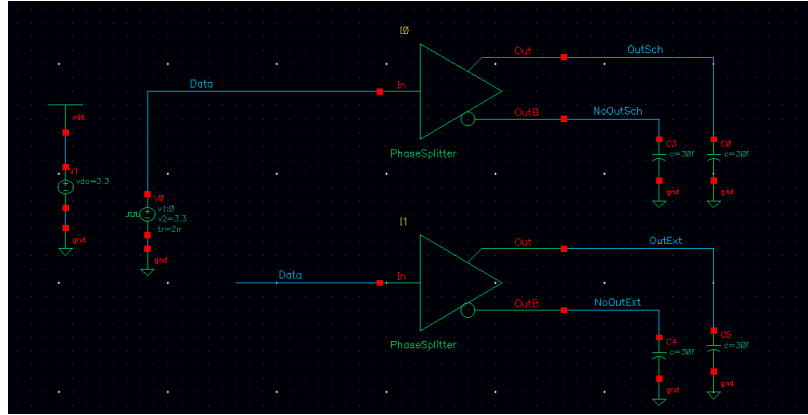 I0
Out
OutSch
Data
In
OutB
NoOutSch
vdd
PhaseSplitter
C3
c=30f
C0
c=30f
V1
vdc=3.3
V0
v1:0
v2=3.3
tr=2n
gnd
gnd
gnd
gnd
I1
Out
OutExt
Data
In
OutB
NoOutExt
PhaseSplitter
C4
c=30f
C5
c=30f
gnd
gnd